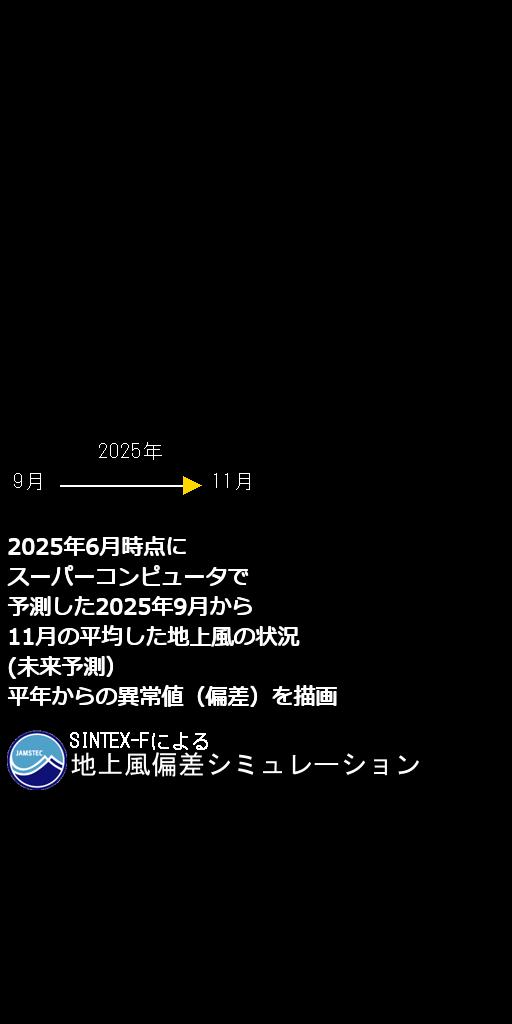 2025年
9月
11月
2025年6月時点に
スーパーコンピュータで
予測した2025年9月から
11月の平均した地上風の状況
(未来予測）
平年からの異常値（偏差）を描画
SINTEX-Fによる
JAMSTEC
地上風偏差シミュレーション